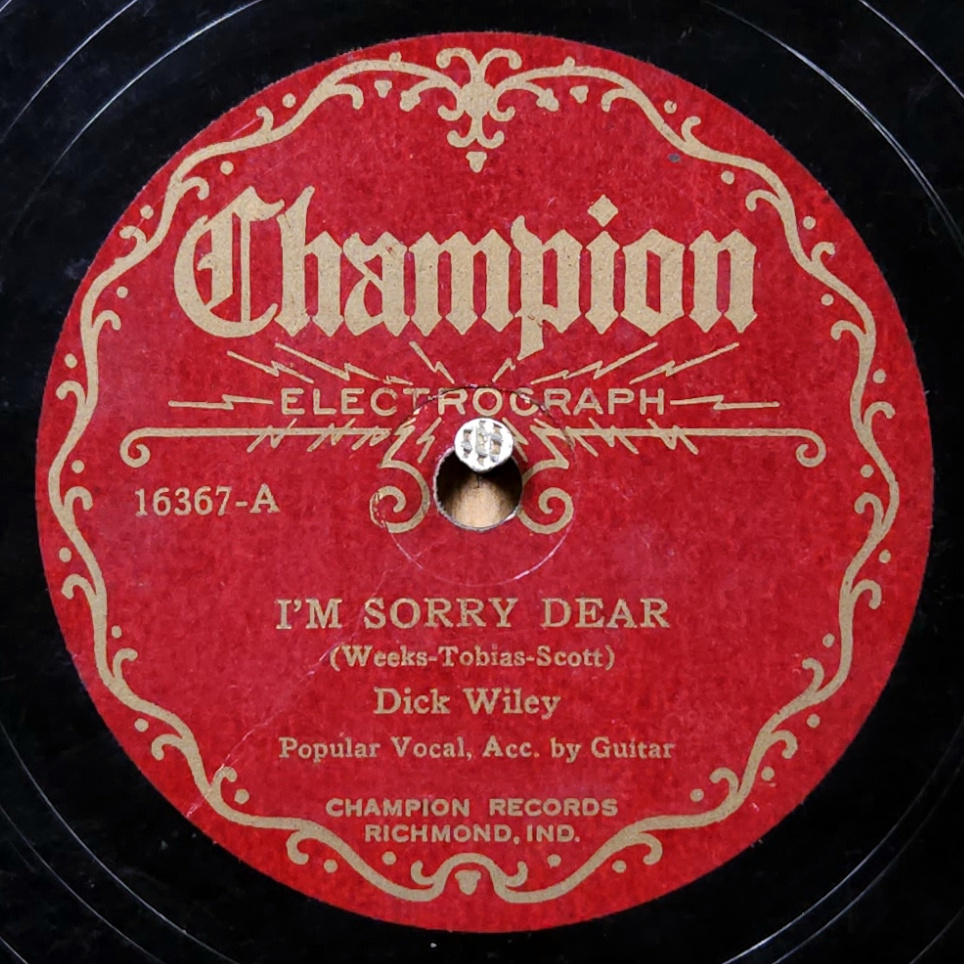 Champion
ELECTROGRAPH
16367-A
I'M SORRY DEAR
(Weeks-Tobias-Scott)
Dick Wiley
Popular Vocal, Acc. by Guitar
CHAMPION RECORDS
RICHMOND, IND.